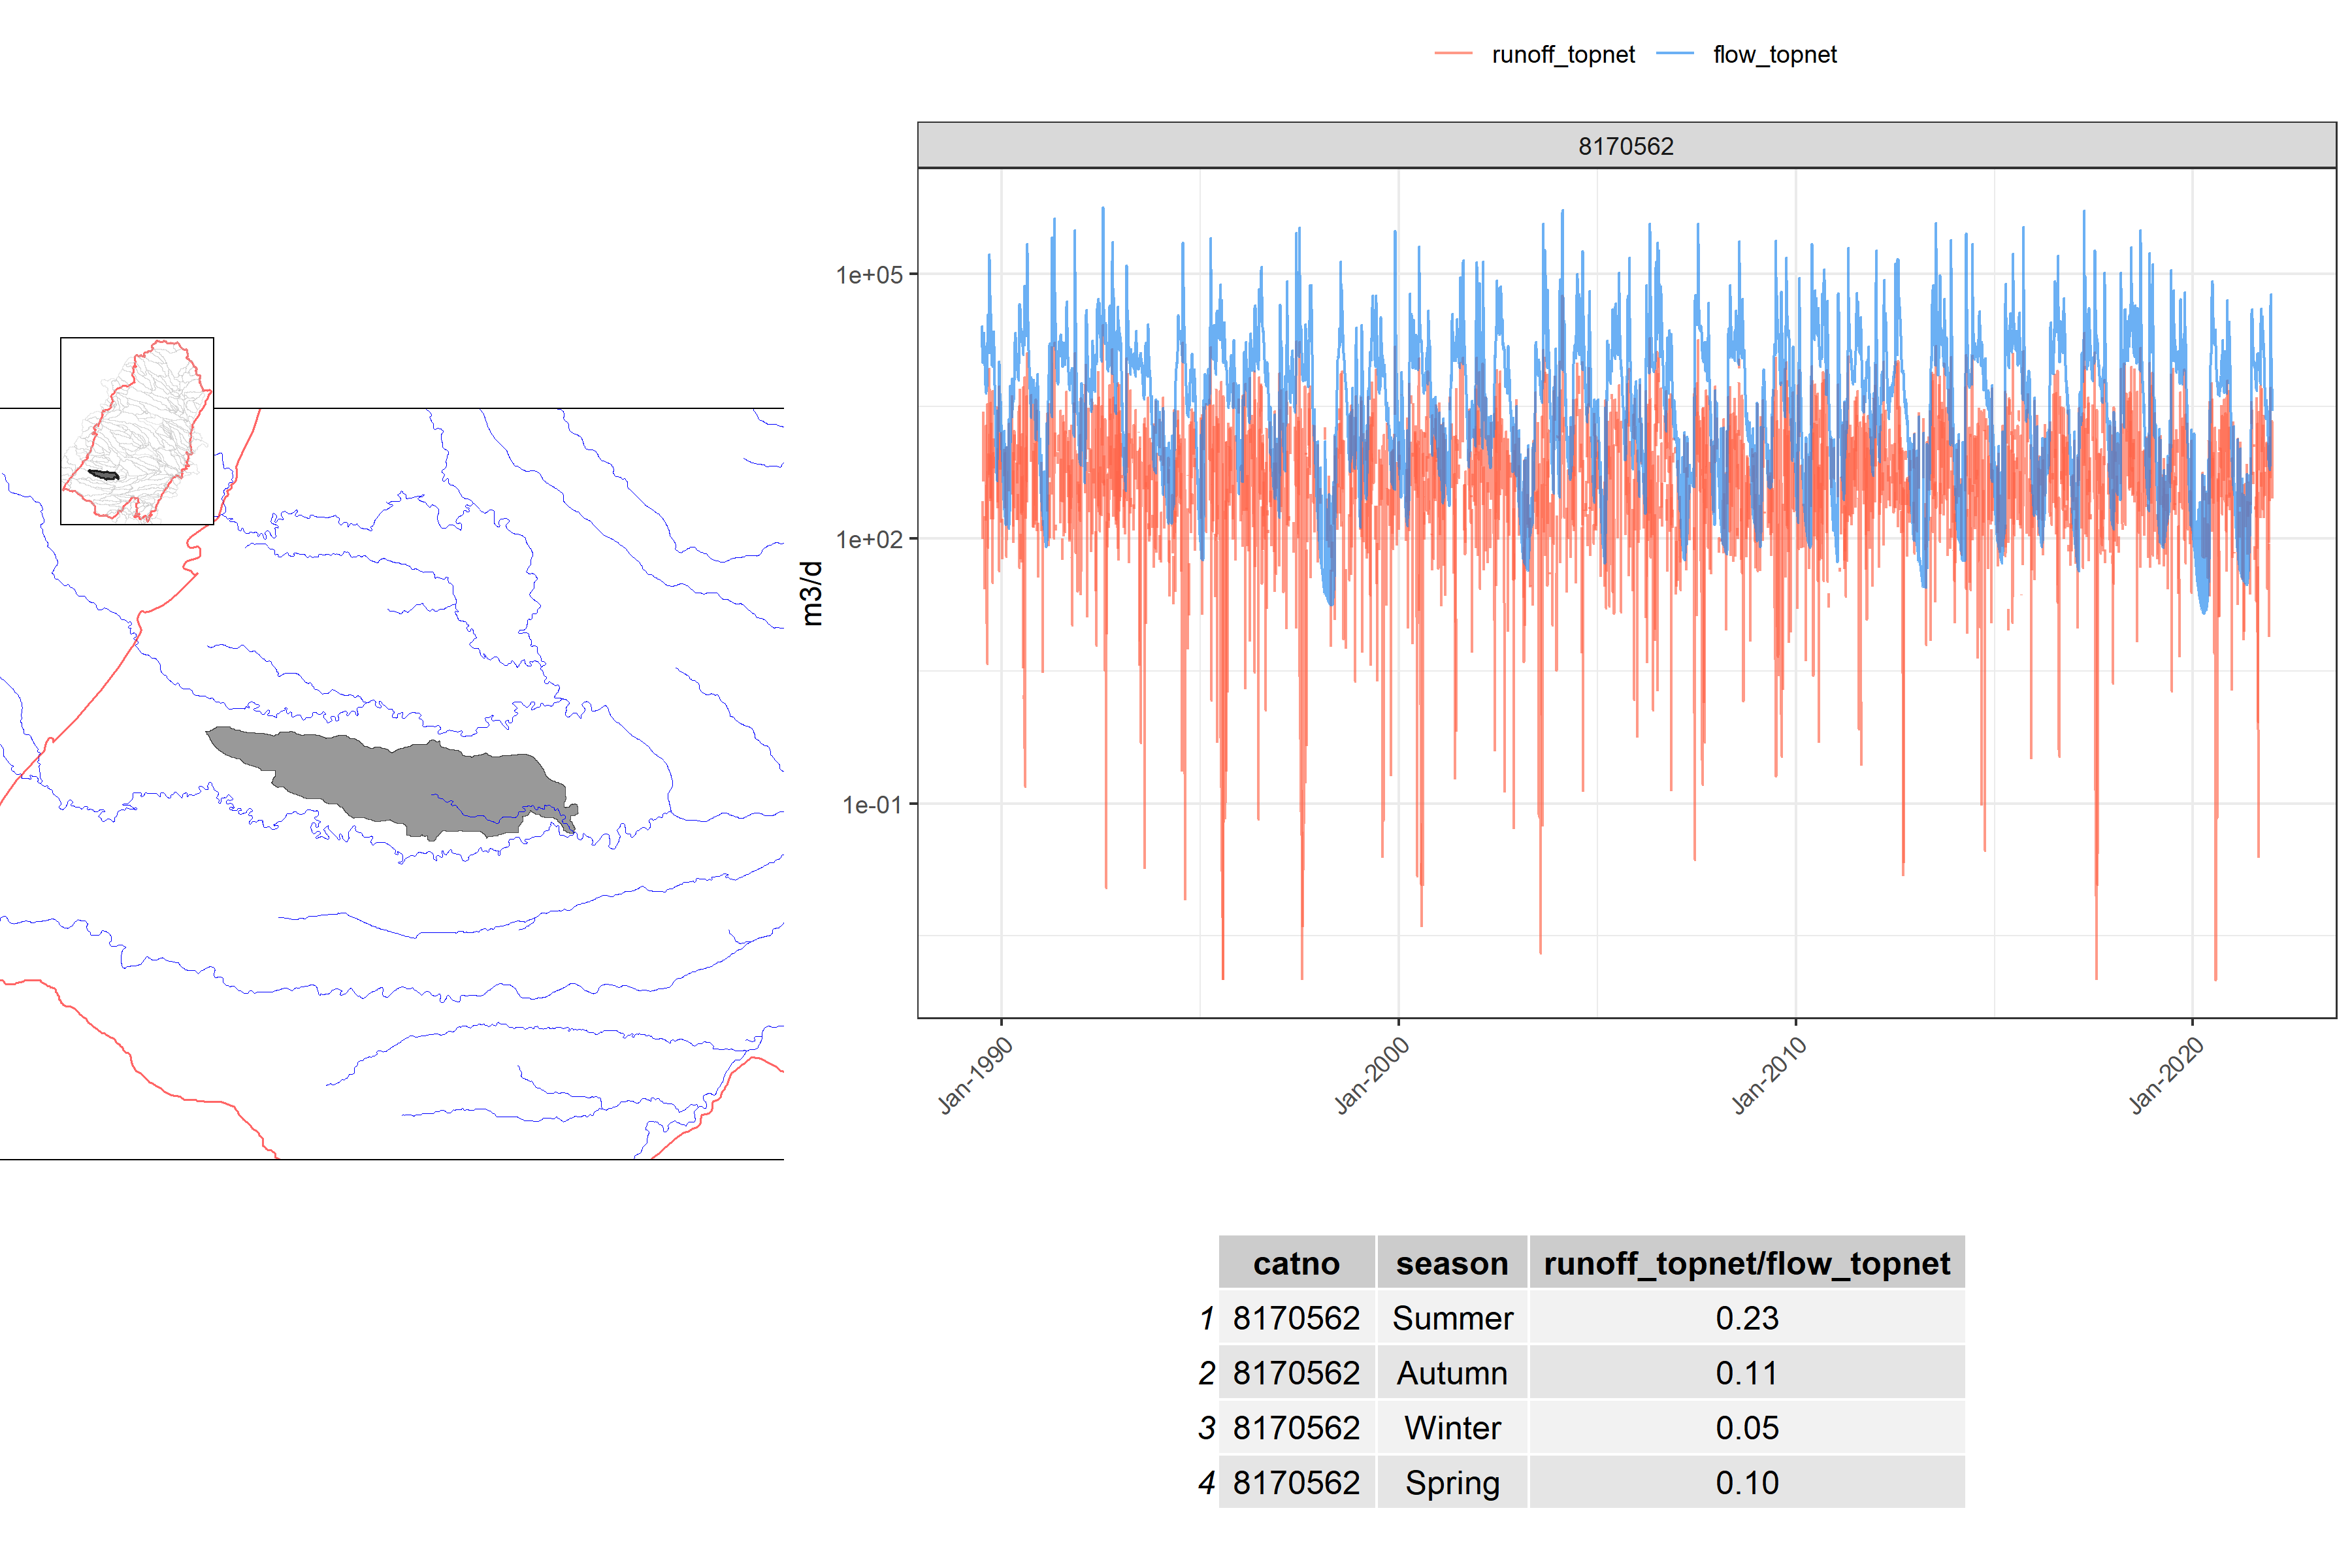 runoff_topnet flow_topnet
8170562
m3/d
1e+05
1e+02
1e-01
Jan-1990 Jan-2000 Jan-2010 Jan-2020
catno season runoff_topnet/flow_topnet
1 8170562 Summer 0.23
2 8170562 Autumn 0.11
3 8170562 Winter 0.05
4 8170562 Spring 0.10